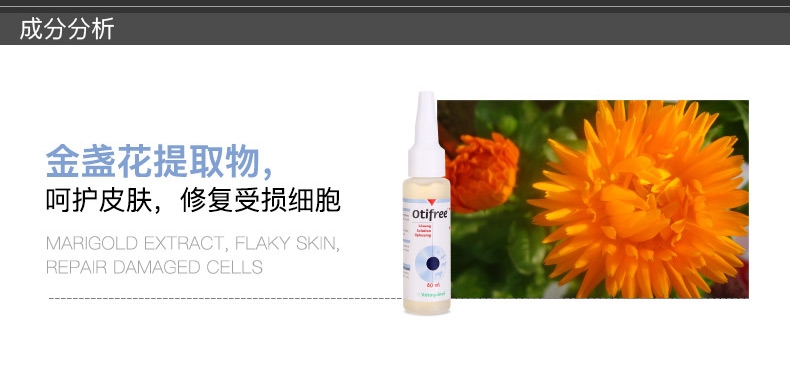 成分分析
金盏花提取物，
呵护皮肤，修复受损细胞
MARIGOLD EXTRACT, FLAKY SKIN,
REPAIR DAMAGED CELLS
Otifree
60 ml